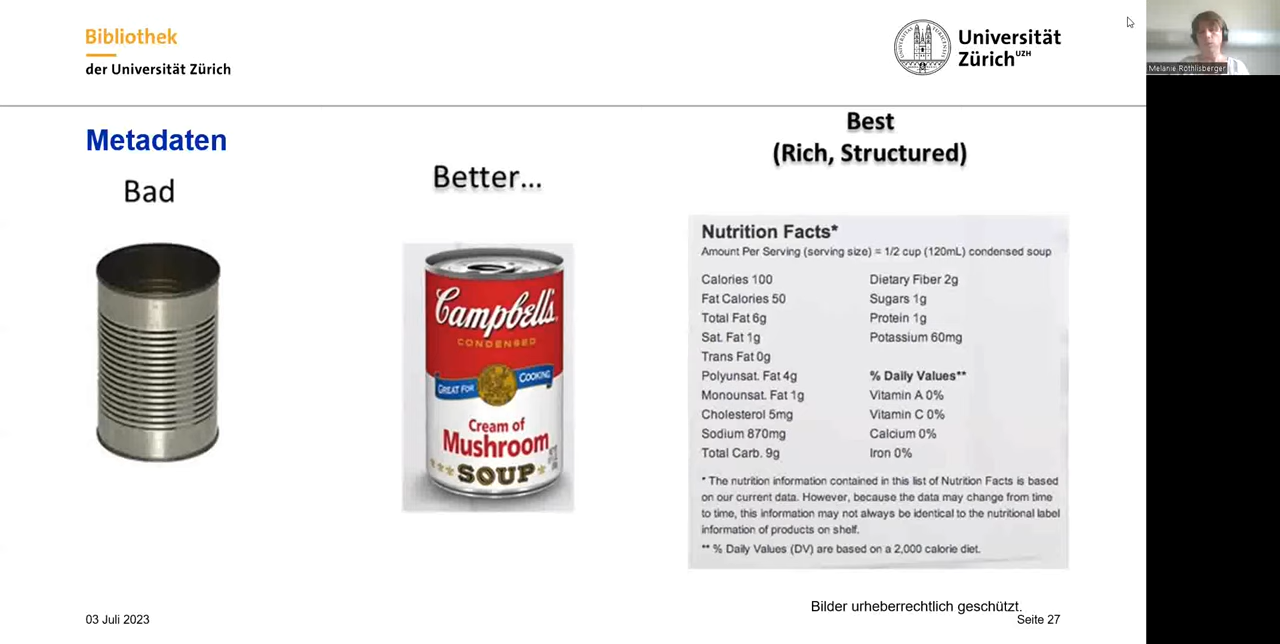 Bibliothek
der Universität Zürich
Universität
Zürich UZH
Melanie Röthlisberger
Metadaten
Bad
Better...
Best
(Rich, Structured)
Campbell's
CONDENSED
GREAT FOR COOKING
Cream of
Mushroom
SOUP
Nutrition Facts*
Amount Per Serving (serving size) = 1/2 cup (120mL) condensed soup
Calories 100
Fat Calories 50
Total Fat 6g
Sat. Fat 1g
Trans Fat 0g
Polyunsat. Fat 4g
Monounsat. Fat 1g
Cholesterol 5mg
Sodium 870mg
Total Carb. 9g
Dietary Fiber 2g
Sugars 1g
Protein 1g
Potassium 60mg
% Daily Values**
Vitamin A 0%
Vitamin C 0%
Calcium 0%
Iron 0%
* The nutrition information contained in this list of Nutrition Facts is based
on our current data. However, because the data may change from time
to time, this information may not always be identical to the nutritional label
information of products on shelf.
** % Daily Values (DV) are based on a 2,000 calorie diet.
Bilder urheberrechtlich geschützt.
03 Juli 2023
Seite 27